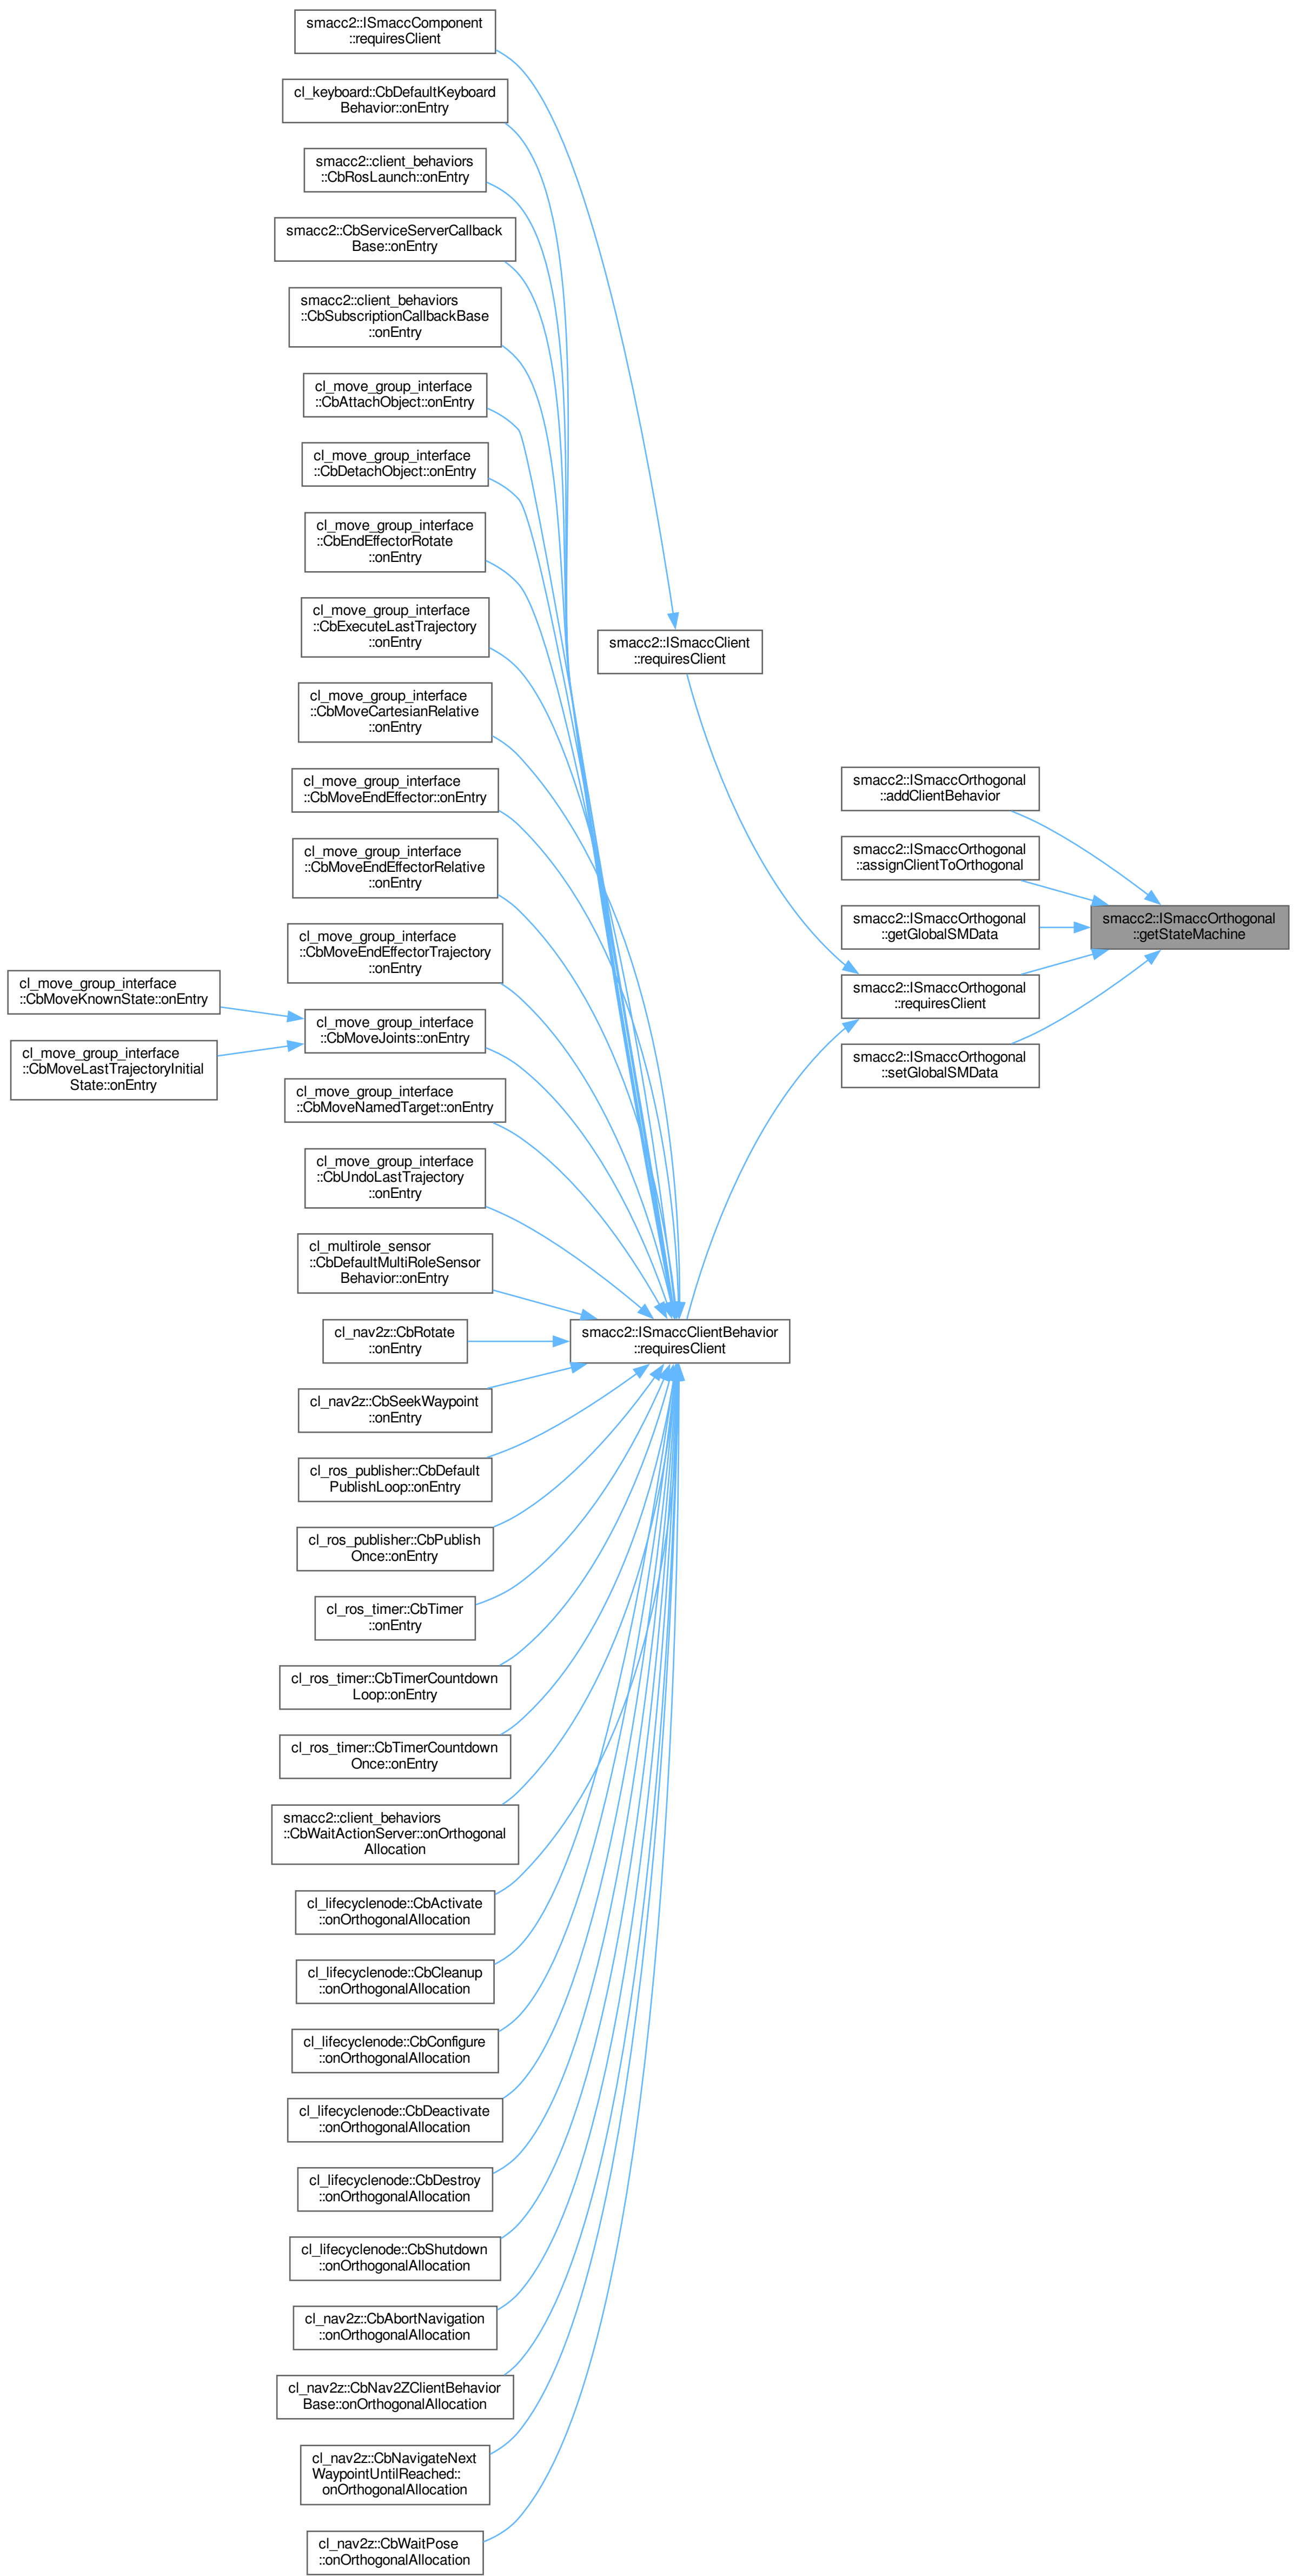 smacc2::ISmaccComponent
::requiresClient
cl_keyboard::CbDefaultKeyboard
Behavior::onEntry
smacc2::client_behaviors
::CbRosLaunch::onEntry
smacc2::CbServiceServerCallback
Base::onEntry
smacc2::client_behaviors
::CbSubscriptionCallbackBase
::onEntry
cl_move_group_interface
::CbAttachObject::onEntry
cl_move_group_interface
::CbDetachObject::onEntry
cl_move_group_interface
::CbEndEffectorRotate
::onEntry
cl_move_group_interface
::CbExecuteLastTrajectory
::onEntry
cl_move_group_interface
::CbMoveCartesianRelative
::onEntry
cl_move_group_interface
::CbMoveEndEffector::onEntry
cl_move_group_interface
::CbMoveEndEffectorRelative
::onEntry
cl_move_group_interface
::CbMoveEndEffectorTrajectory
::onEntry
cl_move_group_interface
::CbMoveKnownState::onEntry
cl_move_group_interface
::CbMoveLastTrajectoryInitial
State::onEntry
cl_move_group_interface
::CbMoveJoints::onEntry
cl_move_group_interface
::CbMoveNamedTarget::onEntry
cl_move_group_interface
::CbUndoLastTrajectory
::onEntry
cl_multirole_sensor
::CbDefaultMultiRoleSensor
Behavior::onEntry
cl_nav2z::CbRotate
::onEntry
cl_nav2z::CbSeekWaypoint
::onEntry
cl_ros_publisher::CbDefault
PublishLoop::onEntry
cl_ros_publisher::CbPublish
Once::onEntry
cl_ros_timer::CbTimer
::onEntry
cl_ros_timer::CbTimerCountdown
Loop::onEntry
cl_ros_timer::CbTimerCountdown
Once::onEntry
smacc2::client_behaviors
::CbWaitActionServer::onOrthogonal
Allocation
cl_lifecyclenode::CbActivate
::onOrthogonalAllocation
cl_lifecyclenode::CbCleanup
::onOrthogonalAllocation
cl_lifecyclenode::CbConfigure
::onOrthogonalAllocation
cl_lifecyclenode::CbDeactivate
::onOrthogonalAllocation
cl_lifecyclenode::CbDestroy
::onOrthogonalAllocation
cl_lifecyclenode::CbShutdown
::onOrthogonalAllocation
cl_nav2z::CbAbortNavigation
::onOrthogonalAllocation
cl_nav2z::CbNav2ZClientBehavior
Base::onOrthogonalAllocation
cl_nav2z::CbNavigateNext
WaypointUntilReached::
onOrthogonalAllocation
cl_nav2z::CbWaitPose
::onOrthogonalAllocation
smacc2::ISmaccClient
::requiresClient
smacc2::ISmaccClientBehavior
::requiresClient
smacc2::ISmaccOrthogonal
::addClientBehavior
smacc2::ISmaccOrthogonal
::assignClientToOrthogonal
smacc2::ISmaccOrthogonal
::getGlobalSMData
smacc2::ISmaccOrthogonal
::requiresClient
smacc2::ISmaccOrthogonal
::setGlobalSMData
smacc2::ISmaccOrthogonal
::getStateMachine